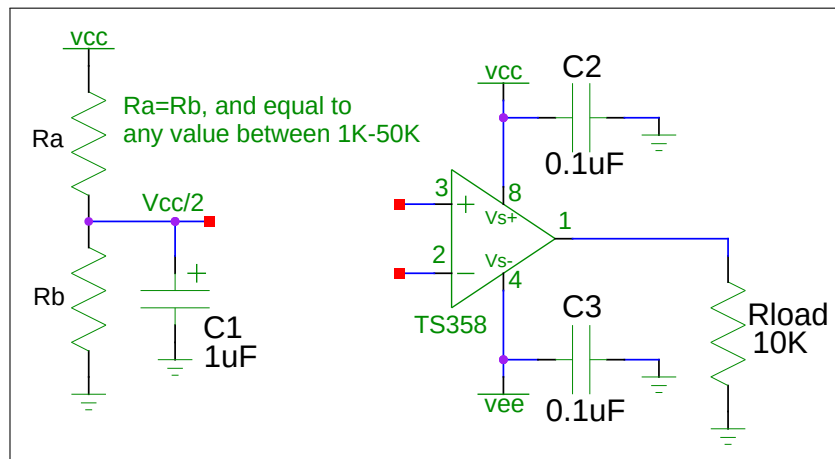 vcc
Ra=Rb, and equal to
any value between 1K-50K
Ra
Vcc/2
Rb
+
C1
1uF
vcc
C2
0.1uF
3
+
8
Vs+
1
2
−
Vs-
4
TS358
C3
0.1uF
vee
Rload
10K